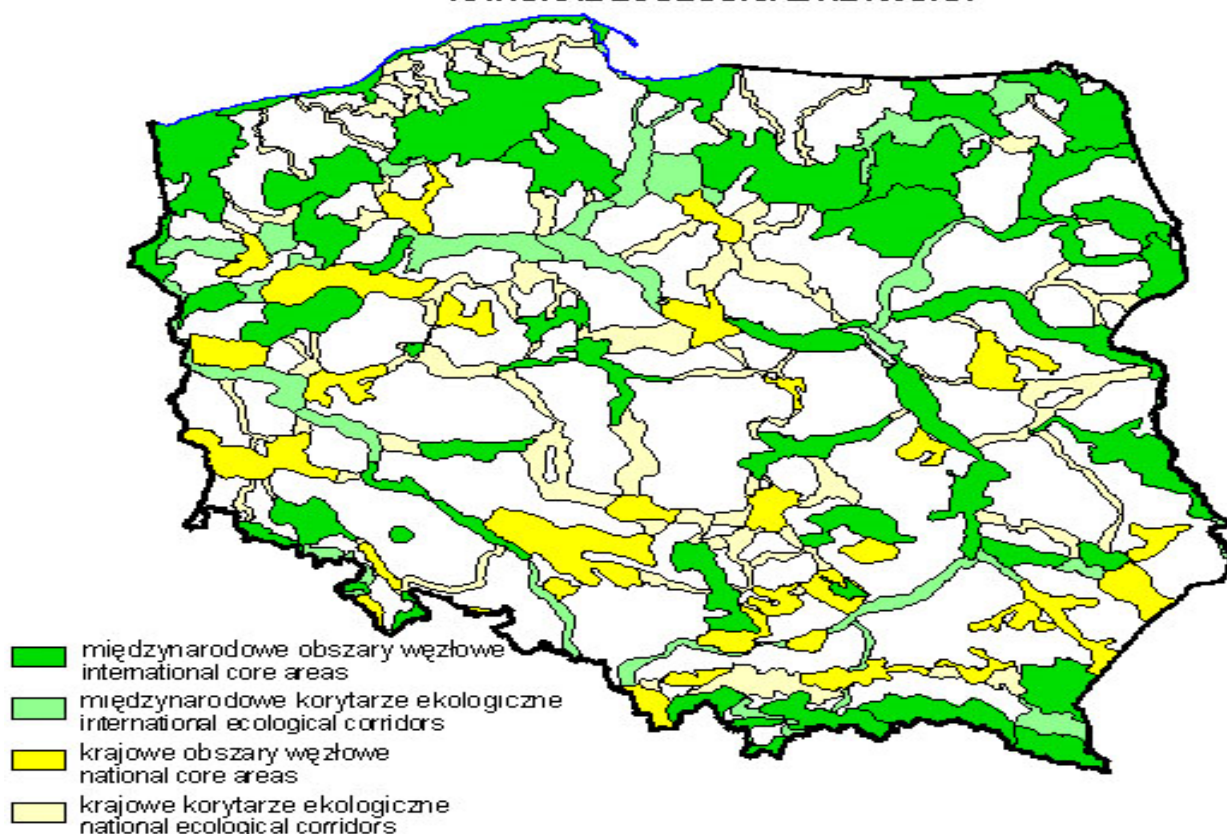 międzynarodowe obszary węzłowe
international core areas
międzynarodowe korytarze ekologiczne
international ecological corridors
krajowe obszary węzłowe
national core areas
krajowe korytarze ekologiczne
national ecological corridors